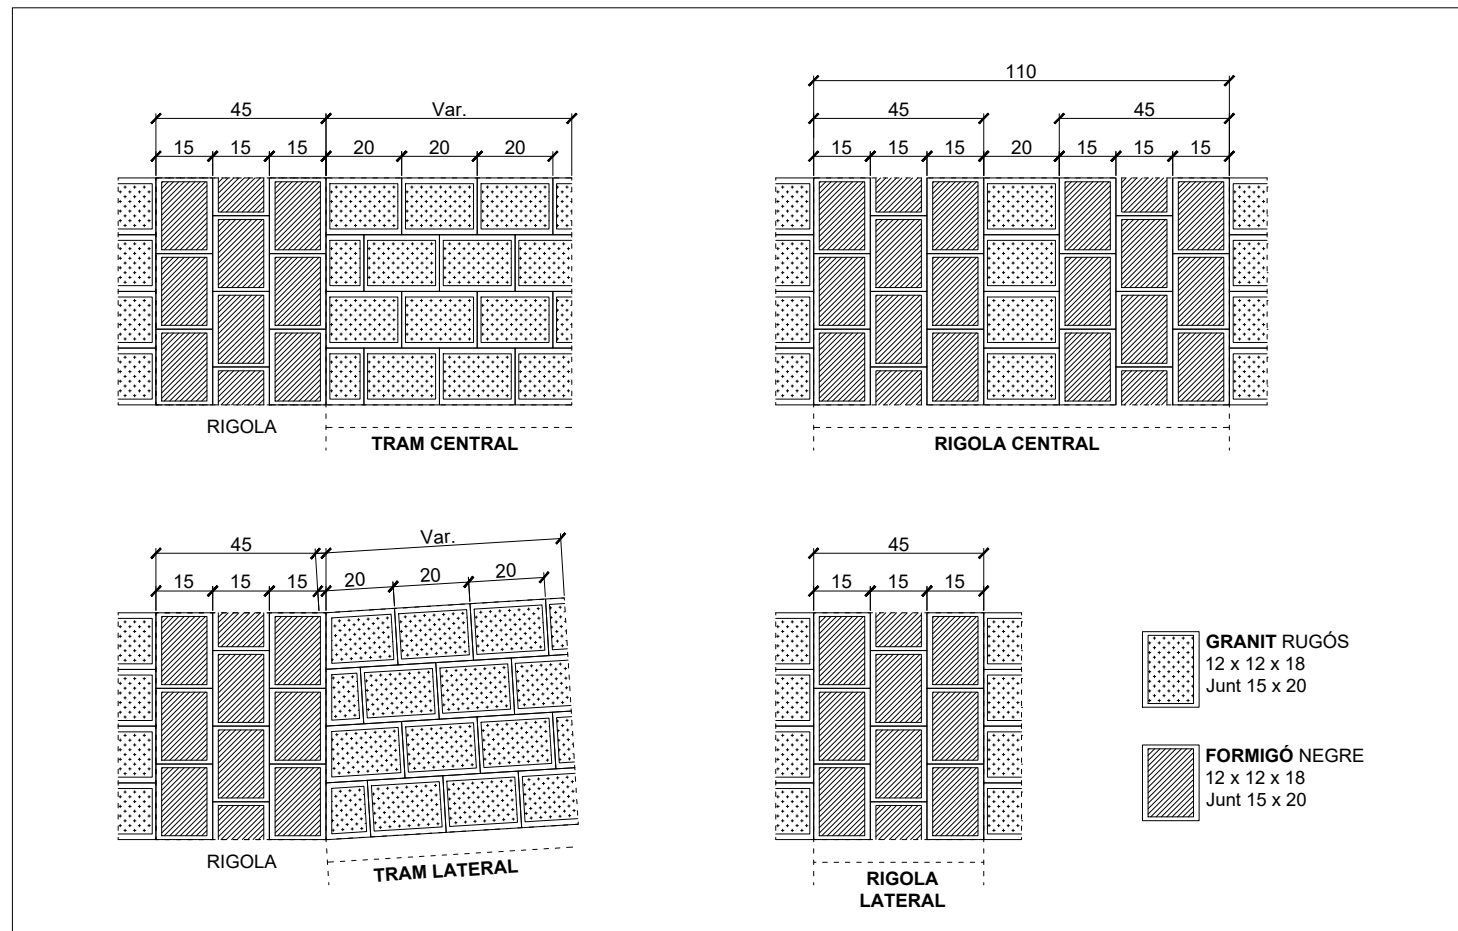 45 Var.
15 15 15 20 20 20
RIGOLA
TRAM CENTRAL
110
45 45
15 15 15 20 15 15 15
RIGOLA CENTRAL
45 Var.
15 15 15 20 20 20
RIGOLA
TRAM LATERAL
45
15 15 15
RIGOLA
LATERAL
GRANIT RUGÓS
12 x 12 x 18
Junt 15 x 20
FORMIGÓ NEGRE
12 x 12 x 18
Junt 15 x 20